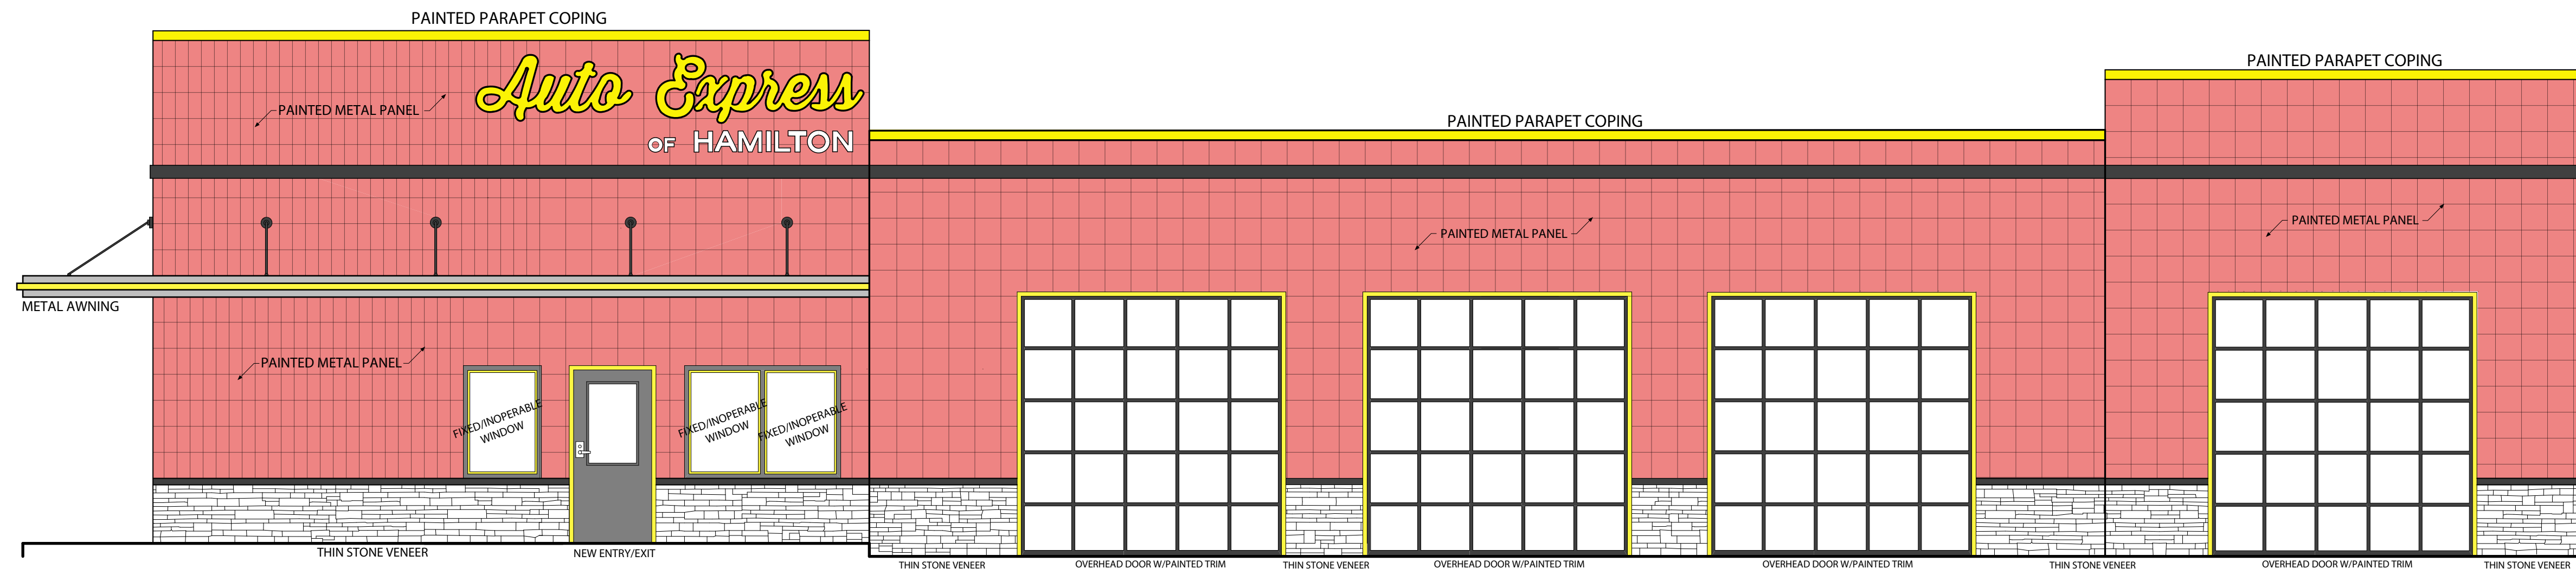 PAINTED PARAPET COPING
PAINTED PARAPET COPING
PAINTED PARAPET COPING
Auto Express
OF HAMILTON
PAINTED METAL PANEL
PAINTED METAL PANEL
PAINTED METAL PANEL
METAL AWNING
PAINTED METAL PANEL
FIXED/INOPERABLE
WINDOW
FIXED/INOPERABLE
WINDOW
FIXED/INOPERABLE
WINDOW
THIN STONE VENEER
NEW ENTRY/EXIT
THIN STONE VENEER
OVERHEAD DOOR W/PAINTED TRIM
THIN STONE VENEER
OVERHEAD DOOR W/PAINTED TRIM
OVERHEAD DOOR W/PAINTED TRIM
THIN STONE VENEER
OVERHEAD DOOR W/PAINTED TRIM
THIN STONE VENEER